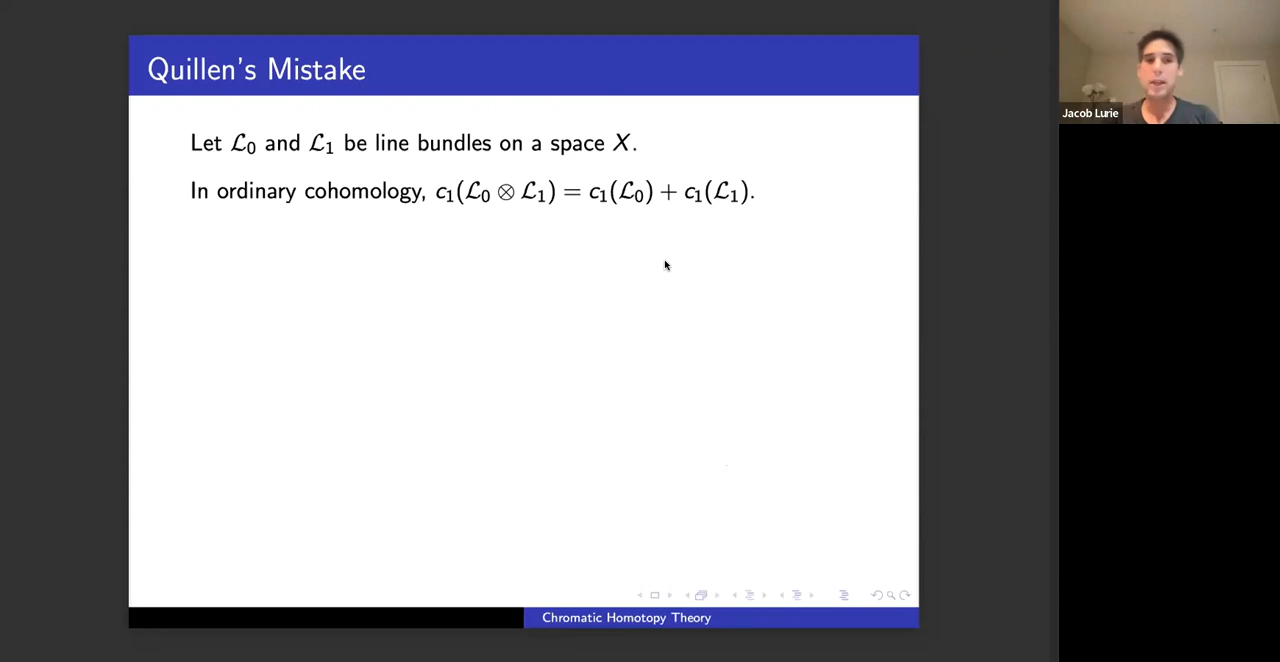 Quillen's Mistake
Let ℒ₀ and ℒ₁ be line bundles on a space X.
In ordinary cohomology, c₁(ℒ₀ ⊗ ℒ₁) = c₁(ℒ₀) + c₁(ℒ₁).
Chromatic Homotopy Theory
Jacob Lurie